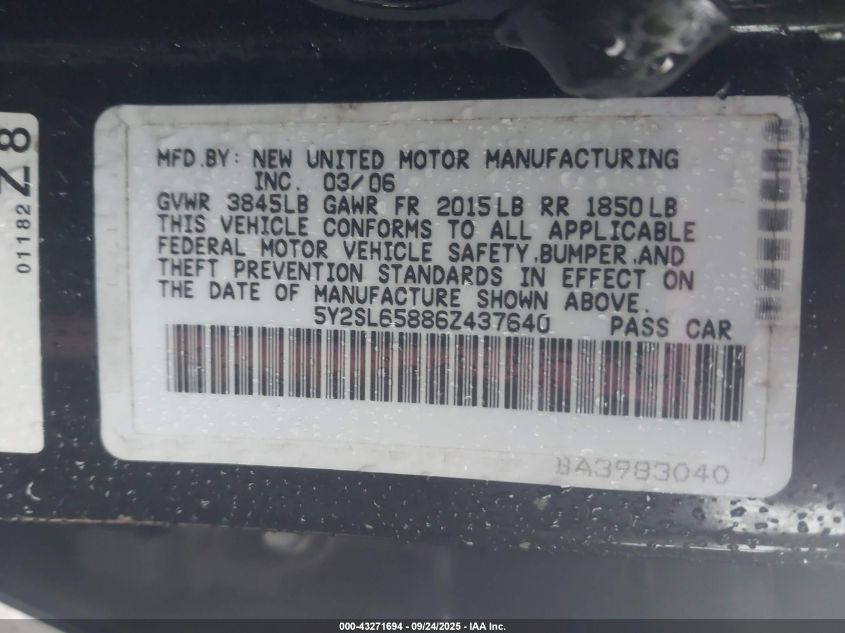 MFD.BY: NEW UNITED MOTOR MANUFACTURING
INC. 03/06
GVWR 3845LB GAWR FR 2015LB RR 1850LB
THIS VEHICLE CONFORMS TO ALL APPLICABLE
FEDERAL MOTOR VEHICLE SAFETY,BUMPER,AND
THEFT PREVENTION STANDARDS IN EFFECT ON
THE DATE OF MANUFACTURE SHOWN ABOVE.
5Y2SL65886Z437640 PASS CAR
BA3983040
Z8
01182
000-43271694 - 09/24/2025 - IAA Inc.